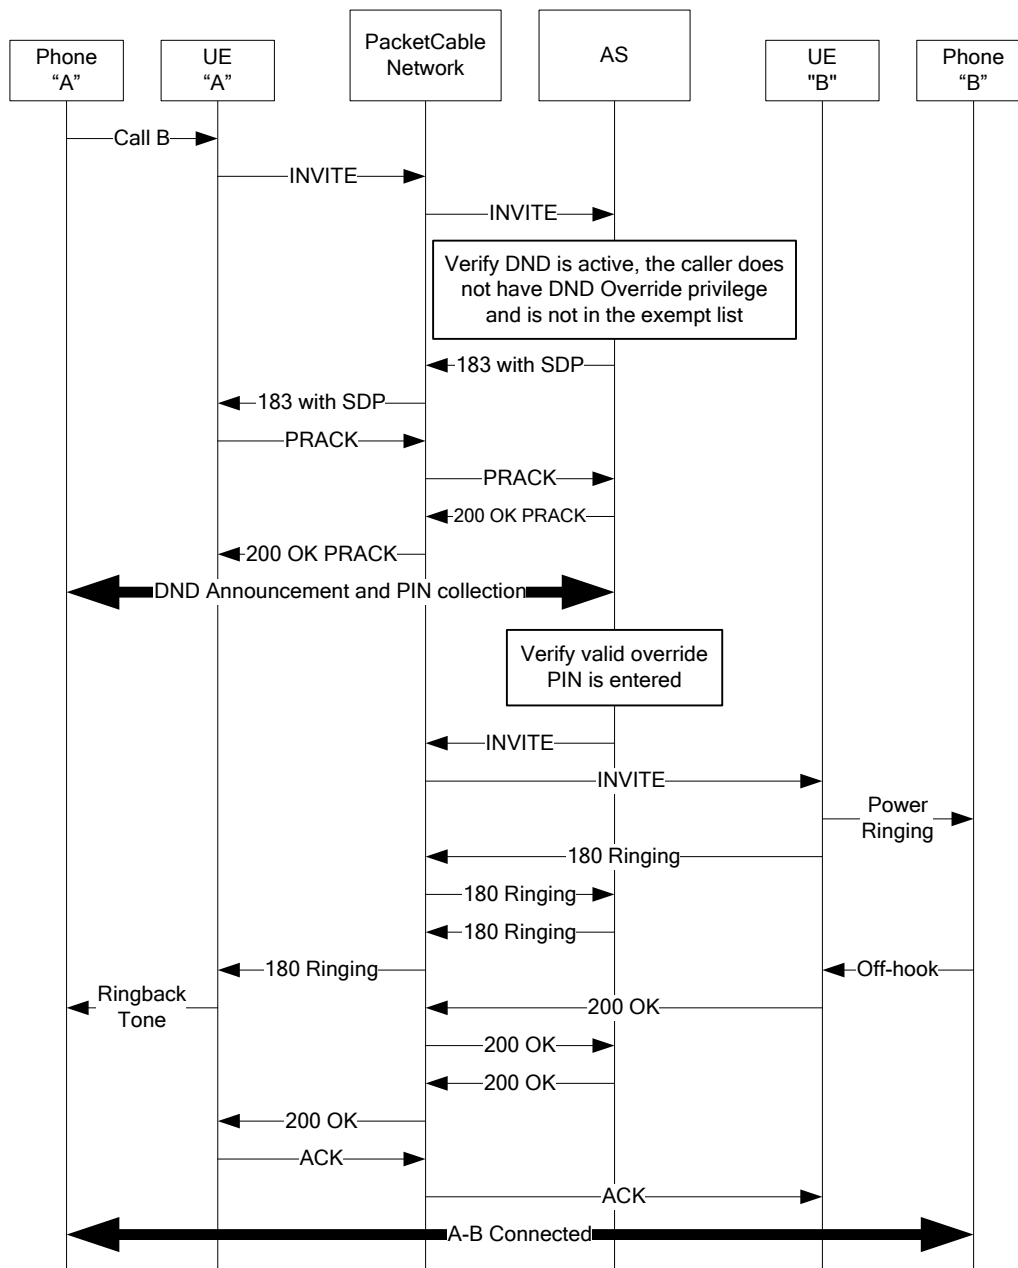 Phone
“A”
UE
“A”
PacketCable
Network
AS
UE
"B"
Phone
“B”
Call B
INVITE
INVITE
Verify DND is active, the caller does
not have DND Override privilege
and is not in the exempt list
183 with SDP
183 with SDP
PRACK
PRACK
200 OK PRACK
200 OK PRACK
DND Announcement and PIN collection
Verify valid override
PIN is entered
INVITE
INVITE
Power
Ringing
180 Ringing
180 Ringing
180 Ringing
180 Ringing
Off-hook
Ringback
Tone
200 OK
200 OK
200 OK
200 OK
ACK
ACK
A-B Connected